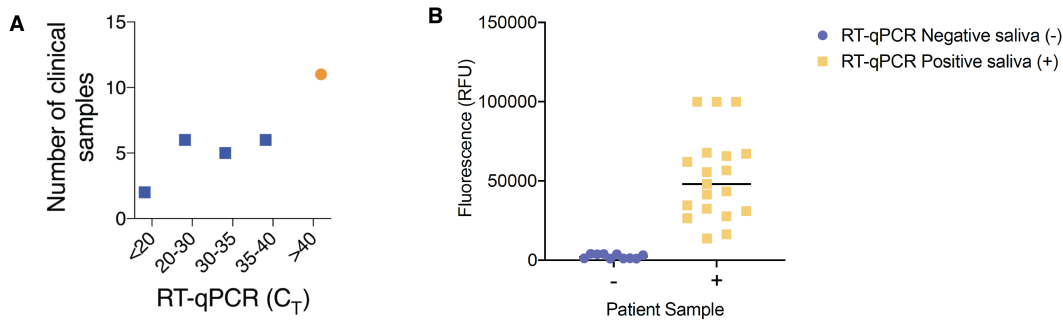 A
Number of clinical
samples
15
10
5
0
<20
20-30
30-35
35-40
>40
RT-qPCR (CT)
B
Fluorescence (RFU)
150000
100000
50000
0
-
+
Patient Sample
RT-qPCR Negative saliva (-)
RT-qPCR Positive saliva (+)